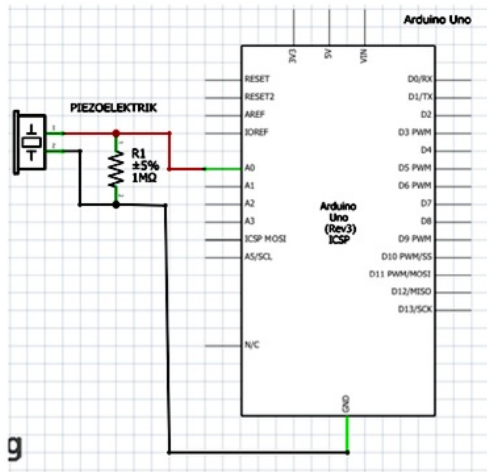 Arduino Uno
3V3
5V
VIN
RESET
RESET2
AREF
IOREF
A0
A1
A2
A3
ICSP MOSI
A5/SCL
N/C
D0/RX
D1/TX
D2
D3 PWM
D4
D5 PWM
D6 PWM
D7
D8
D9 PWM
D10 PWM/SS
D11 PWM/MOSI
D12/MISO
D13/SCK
Arduino
Uno
(Rev3)
ICSP
GND
PIEZOELEKTRIK
1
2
R1
±5%
1MΩ
g